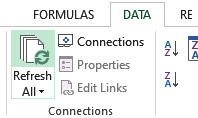 FORMULAS DATA RE
Connections
Refresh All
Properties
Edit Links
A Z
Z A
Connections